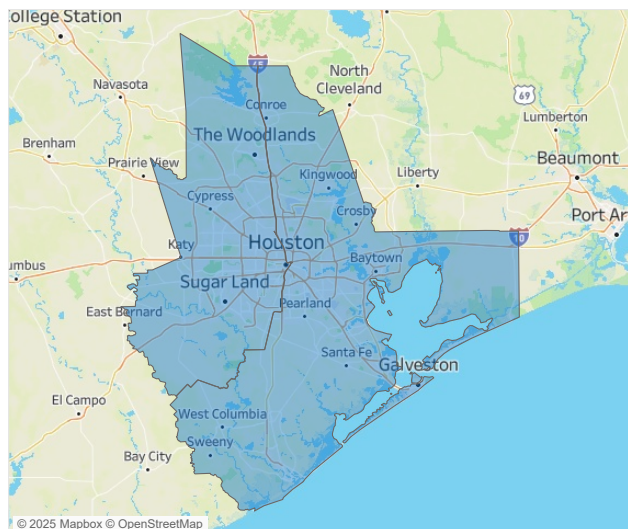 ollege Station
45
North
Cleveland
Navasota
69
Conroe
Lumberton
The Woodlands
Brenham
Prairie View
Beaumont
Kingwood
Liberty
Cypress
Crosby
Port Ar
Katy
Houston
10
Baytown
umbus
Sugar Land
East Bernard
Pearland
Santa Fe
Galveston
El Campo
West Columbia
Sweeny
Bay City
© 2025 Mapbox © OpenStreetMap